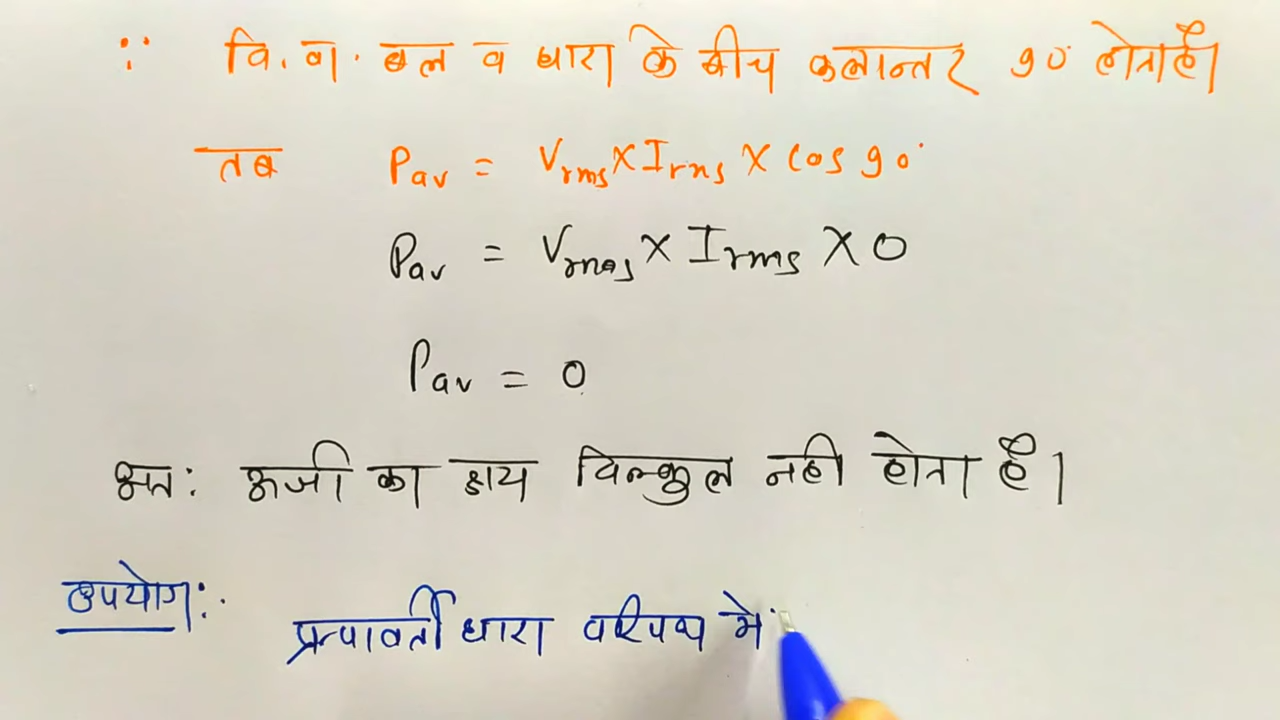 ∵ वि. वा. बल व धारा के बीच कलान्तर 90° होता है।
तब Pav = Vrms × Irms × Cos 90°
Pav = Vrms × Irms × 0
Pav = 0
अत: ऊर्जा का ह्राय विल्कुल नही होता है।
उपयोग:-
प्रत्यावर्ती धारा परिपथ में